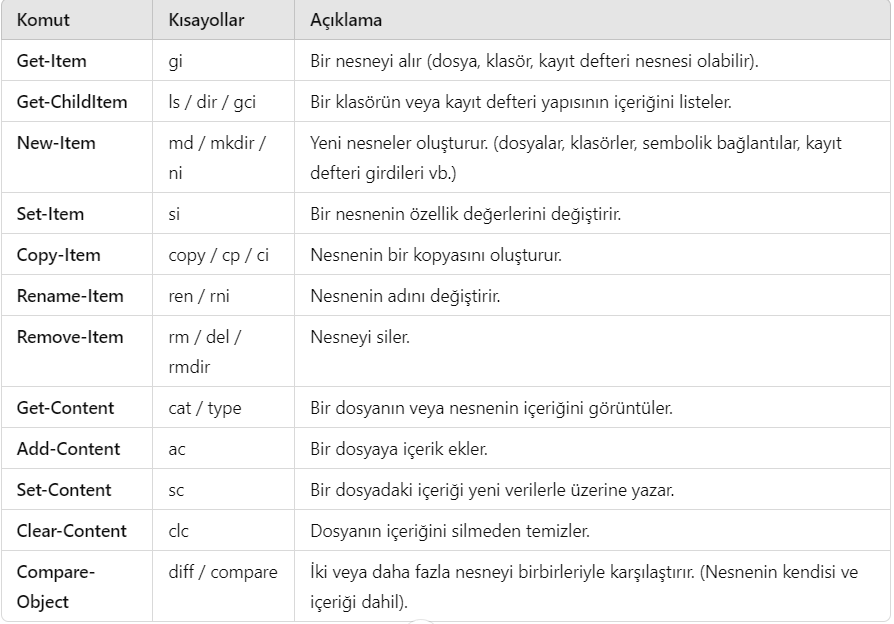 Komut Kısayollar Açıklama
Get-Item gi Bir nesneyi alır (dosya, klasör, kayıt defteri nesnesi olabilir).
Get-ChildItem ls / dir / gci Bir klasörün veya kayıt defteri yapısının içeriğini listeler.
New-Item md / mkdir / Yeni nesneler oluşturur. (dosyalar, klasörler, sembolik bağlantılar, kayıt
ni defteri girdileri vb.)
Set-Item si Bir nesnenin özellik değerlerini değiştirir.
Copy-Item copy / cp / ci Nesnenin bir kopyasını oluşturur.
Rename-Item ren / rni Nesnenin adını değiştirir.
Remove-Item rm / del / Nesneyi siler.
rmdir
Get-Content cat / type Bir dosyanın veya nesnenin içeriğini görüntüler.
Add-Content ac Bir dosyaya içerik ekler.
Set-Content sc Bir dosyadaki içeriği yeni verilerle üzerine yazar.
Clear-Content clc Dosyanın içeriğini silmeden temizler.
Compare- diff / compare İki veya daha fazla nesneyi birbirleriyle karşılaştırır. (Nesnenin kendisi ve
Object içeriği dahil).